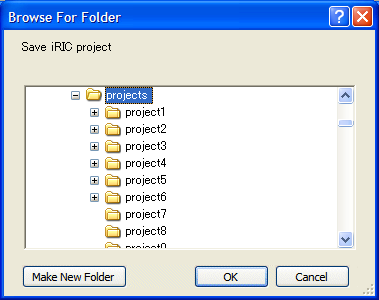 Browse For Folder
Save iRIC project
projects
project1
project2
project3
project4
project5
project6
project7
project8
Make New Folder
OK
Cancel